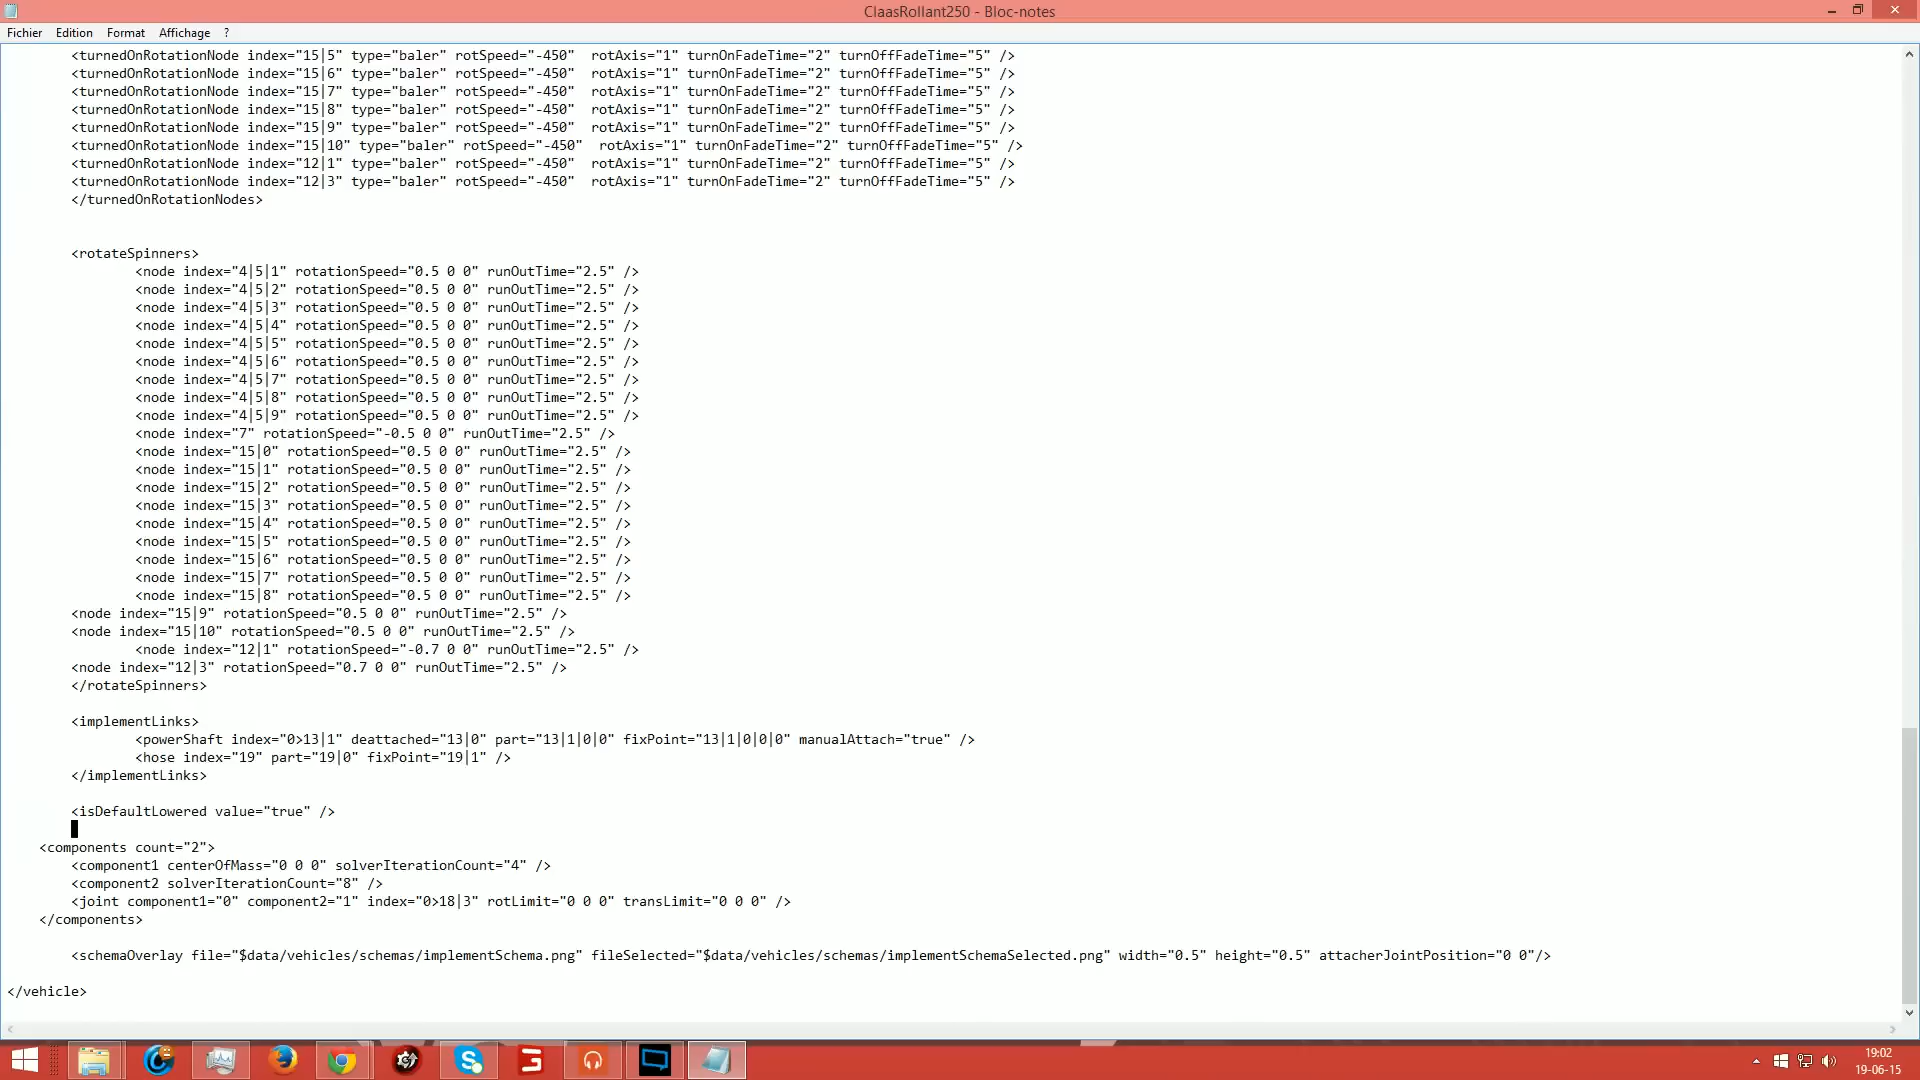 ClaasRollant250 - Bloc-notes
Fichier Edition Format Affichage ?
<turnedOnRotationNode index="15|5" type="baler" rotSpeed="-450"  rotAxis="1" turnOnFadeTime="2" turnOffFadeTime="5" />
<turnedOnRotationNode index="15|6" type="baler" rotSpeed="-450"  rotAxis="1" turnOnFadeTime="2" turnOffFadeTime="5" />
<turnedOnRotationNode index="15|7" type="baler" rotSpeed="-450"  rotAxis="1" turnOnFadeTime="2" turnOffFadeTime="5" />
<turnedOnRotationNode index="15|8" type="baler" rotSpeed="-450"  rotAxis="1" turnOnFadeTime="2" turnOffFadeTime="5" />
<turnedOnRotationNode index="15|9" type="baler" rotSpeed="-450"  rotAxis="1" turnOnFadeTime="2" turnOffFadeTime="5" />
<turnedOnRotationNode index="15|10" type="baler" rotSpeed="-450"  rotAxis="1" turnOnFadeTime="2" turnOffFadeTime="5" />
<turnedOnRotationNode index="12|1" type="baler" rotSpeed="-450"  rotAxis="1" turnOnFadeTime="2" turnOffFadeTime="5" />
<turnedOnRotationNode index="12|3" type="baler" rotSpeed="-450"  rotAxis="1" turnOnFadeTime="2" turnOffFadeTime="5" />
</turnedOnRotationNodes>
<rotateSpinners>
<node index="4|5|1" rotationSpeed="0.5 0 0" runOutTime="2.5" />
<node index="4|5|2" rotationSpeed="0.5 0 0" runOutTime="2.5" />
<node index="4|5|3" rotationSpeed="0.5 0 0" runOutTime="2.5" />
<node index="4|5|4" rotationSpeed="0.5 0 0" runOutTime="2.5" />
<node index="4|5|5" rotationSpeed="0.5 0 0" runOutTime="2.5" />
<node index="4|5|6" rotationSpeed="0.5 0 0" runOutTime="2.5" />
<node index="4|5|7" rotationSpeed="0.5 0 0" runOutTime="2.5" />
<node index="4|5|8" rotationSpeed="0.5 0 0" runOutTime="2.5" />
<node index="4|5|9" rotationSpeed="0.5 0 0" runOutTime="2.5" />
<node index="7" rotationSpeed="-0.5 0 0" runOutTime="2.5" />
<node index="15|0" rotationSpeed="0.5 0 0" runOutTime="2.5" />
<node index="15|1" rotationSpeed="0.5 0 0" runOutTime="2.5" />
<node index="15|2" rotationSpeed="0.5 0 0" runOutTime="2.5" />
<node index="15|3" rotationSpeed="0.5 0 0" runOutTime="2.5" />
<node index="15|4" rotationSpeed="0.5 0 0" runOutTime="2.5" />
<node index="15|5" rotationSpeed="0.5 0 0" runOutTime="2.5" />
<node index="15|6" rotationSpeed="0.5 0 0" runOutTime="2.5" />
<node index="15|7" rotationSpeed="0.5 0 0" runOutTime="2.5" />
<node index="15|8" rotationSpeed="0.5 0 0" runOutTime="2.5" />
<node index="15|9" rotationSpeed="0.5 0 0" runOutTime="2.5" />
<node index="15|10" rotationSpeed="0.5 0 0" runOutTime="2.5" />
<node index="12|1" rotationSpeed="-0.7 0 0" runOutTime="2.5" />
<node index="12|3" rotationSpeed="0.7 0 0" runOutTime="2.5" />
</rotateSpinners>
<implementLinks>
<powerShaft index="0>13|1" deattached="13|0" part="13|1|0|0" fixPoint="13|1|0|0|0" manualAttach="true" />
<hose index="19" part="19|0" fixPoint="19|1" />
</implementLinks>
<isDefaultLowered value="true" />
<components count="2">
<component1 centerOfMass="0 0 0" solverIterationCount="4" />
<component2 solverIterationCount="8" />
<joint component1="0" component2="1" index="0>18|3" rotLimit="0 0 0" transLimit="0 0 0" />
</components>
<schemaOverlay file="$data/vehicles/schemas/implementSchema.png" fileSelected="$data/vehicles/schemas/implementSchemaSelected.png" width="0.5" height="0.5" attacherJointPosition="0 0"/>
</vehicle>
19:02
19-06-15